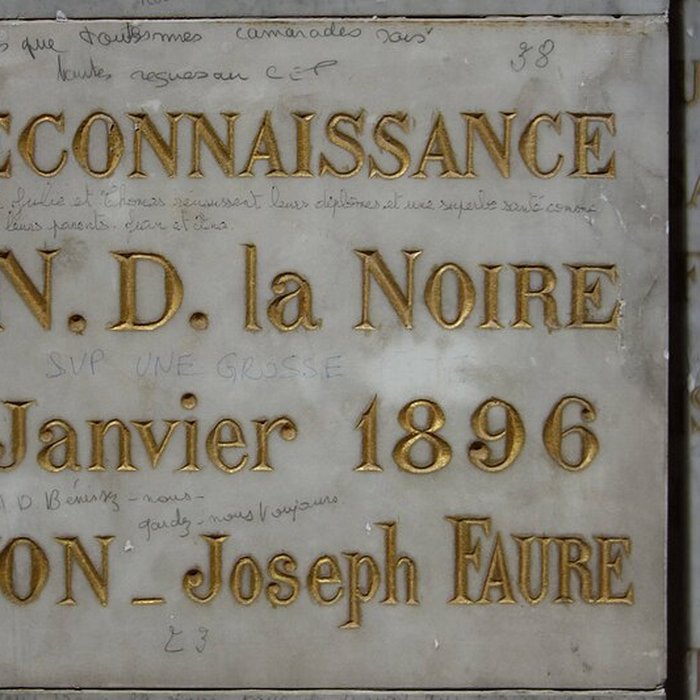 que toutes mes camarades soi
toutes reçues au CEP
38
ECONNAISSANCE
Julie et Thomas réussissent leurs diplômes et une superbe santé comme
leurs parents. Jean et
N. D. la NOIRE
SVP UNE GROSSE
Janvier 1896
D Bénissez-nous-
gardez-nous Toujours
ON _ Joseph FAURE
23